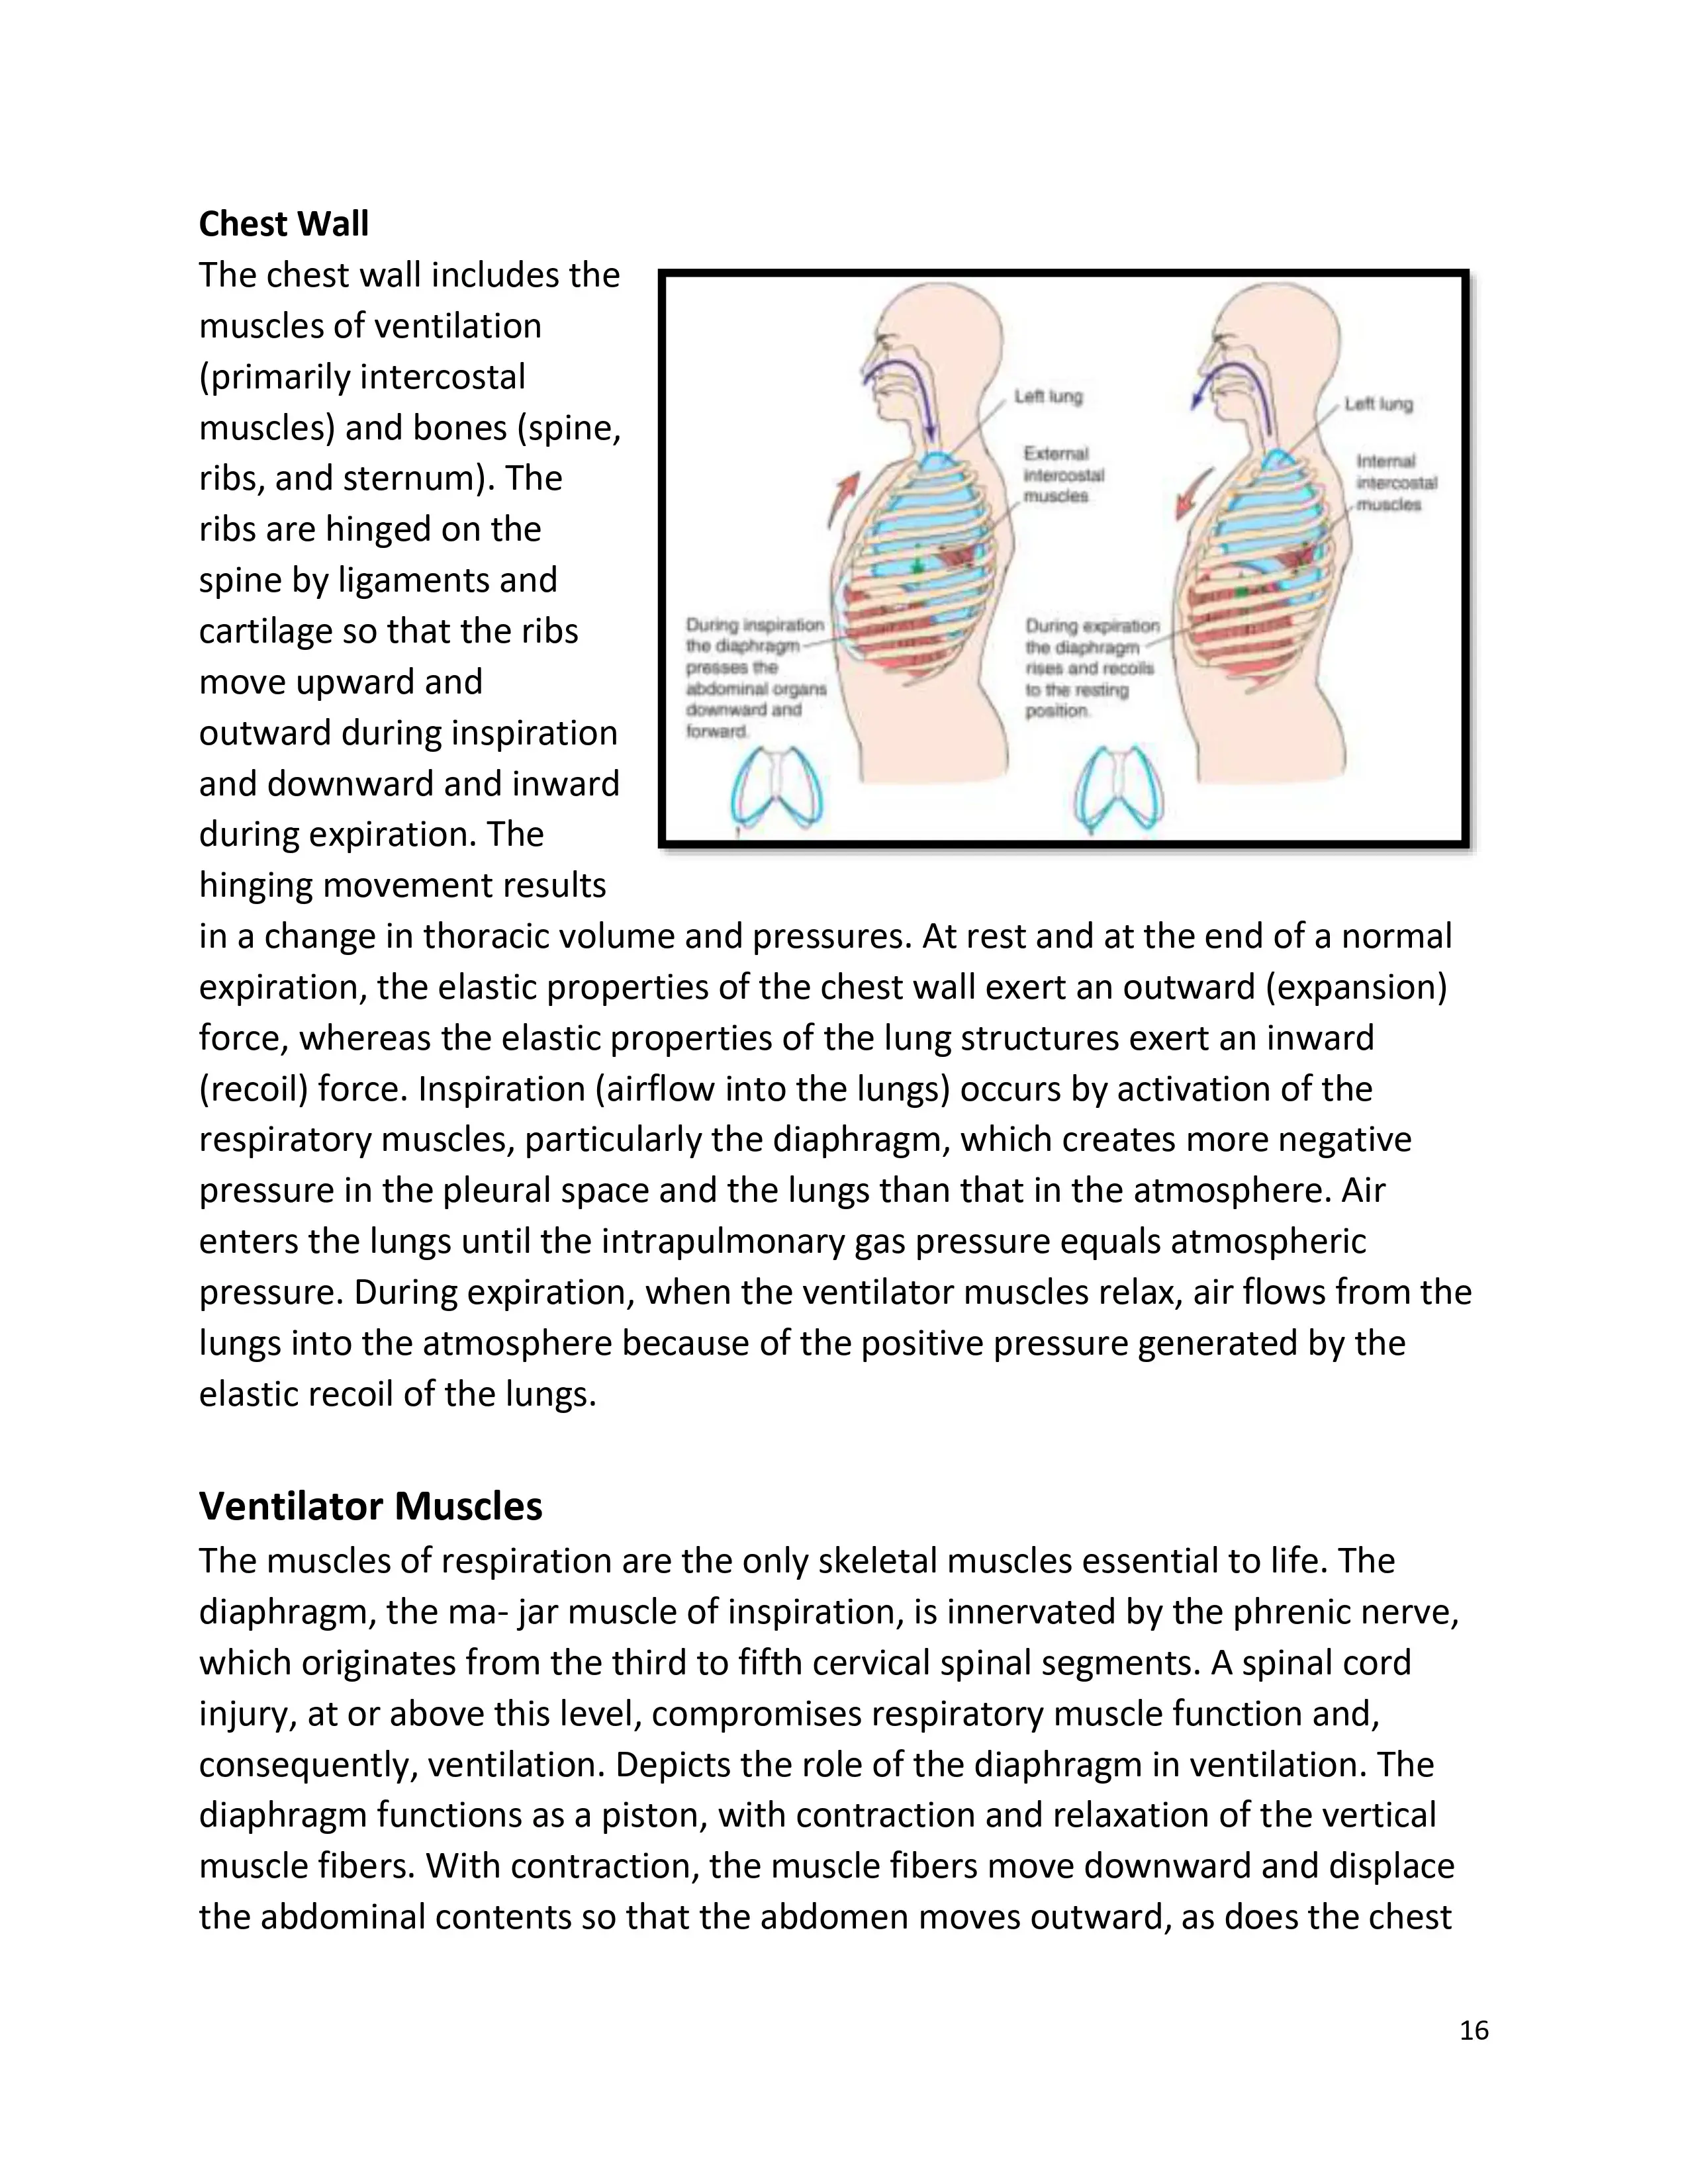 Chest Wall
The chest wall includes the
muscles of ventilation
(primarily intercostal
muscles) and bones (spine,
ribs, and sternum). The
ribs are hinged on the
spine by ligaments and
cartilage so that the ribs
move upward and
outward during inspiration
and downward and inward
during expiration. The
hinging movement results
Left lung
External
intercostal
muscles
During inspiration
the diaphragm
presses the
abdominal organs
downward and
forward.
Left lung
Internal
intercostal
muscles
During expiration
the diaphragm
rises and recoils
to the resting
position.
in a change in thoracic volume and pressures. At rest and at the end of a normal
expiration, the elastic properties of the chest wall exert an outward (expansion)
force, whereas the elastic properties of the lung structures exert an inward
(recoil) force. Inspiration (airflow into the lungs) occurs by activation of the
respiratory muscles, particularly the diaphragm, which creates more negative
pressure in the pleural space and the lungs than that in the atmosphere. Air
enters the lungs until the intrapulmonary gas pressure equals atmospheric
pressure. During expiration, when the ventilator muscles relax, air flows from the
lungs into the atmosphere because of the positive pressure generated by the
elastic recoil of the lungs.
Ventilator Muscles
The muscles of respiration are the only skeletal muscles essential to life. The
diaphragm, the ma- jar muscle of inspiration, is innervated by the phrenic nerve,
which originates from the third to fifth cervical spinal segments. A spinal cord
injury, at or above this level, compromises respiratory muscle function and,
consequently, ventilation. Depicts the role of the diaphragm in ventilation. The
diaphragm functions as a piston, with contraction and relaxation of the vertical
muscle fibers. With contraction, the muscle fibers move downward and displace
the abdominal contents so that the abdomen moves outward, as does the chest
16